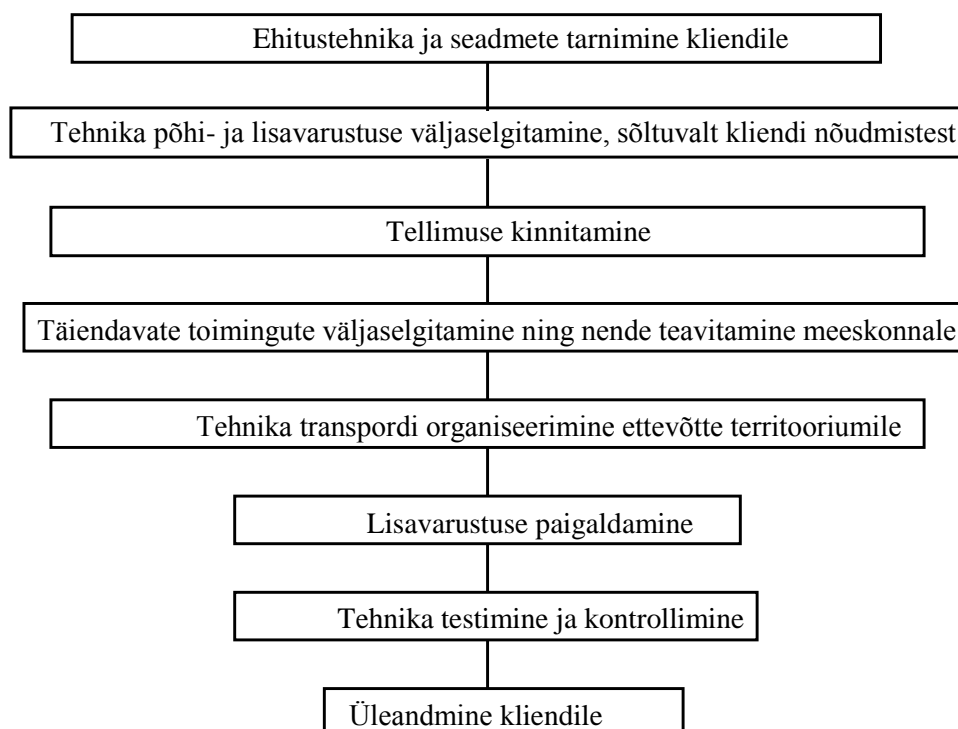 Ehitustehnika ja seadmete tarnimine kliendile
Tehnika põhi- ja lisavarustuse väljaselgitamine, sõltuvalt kliendi nõudmistest
Tellimuse kinnitamine
Täiendavate toimingute väljaselgitamine ning nende teavitamine meeskonnale
Tehnika transpordi organiseerimine ettevõtte territooriumile
Lisavarustuse paigaldamine
Tehnika testimine ja kontrollimine
Üleandmine kliendile